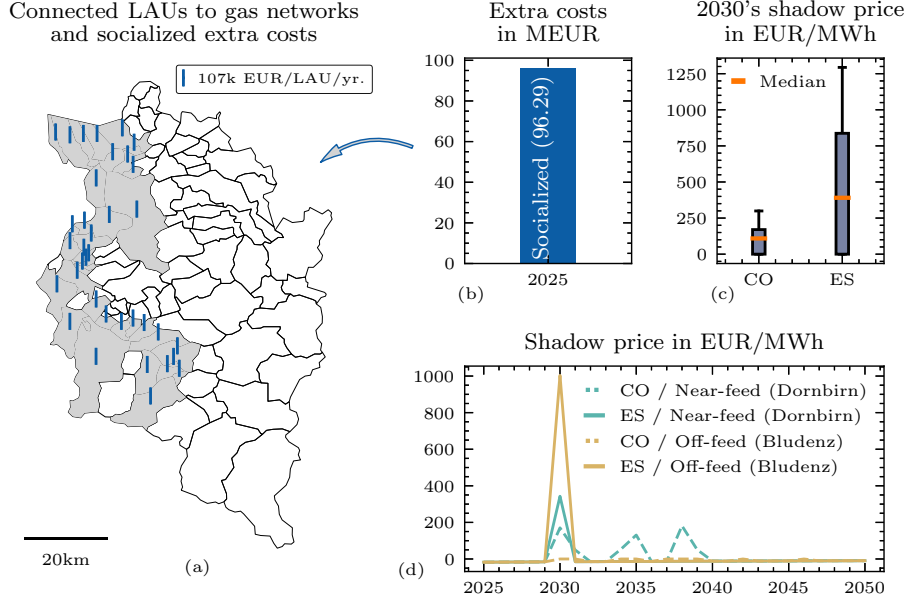 Connected LAUs to gas networks
and socialized extra costs
107k EUR/LAU/yr.
20km
(a)
Extra costs
in MEUR
100
80
60
40
20
0
Socialized (96.29)
2025
(b)
2030's shadow price
in EUR/MWh
1250
1000
750
500
250
0
Median
CO
ES
(c)
Shadow price in EUR/MWh
1000
800
600
400
200
0
CO / Near-feed (Dornbirn)
ES / Near-feed (Dornbirn)
CO / Off-feed (Bludenz)
ES / Off-feed (Bludenz)
2025
2030
2035
2040
2045
2050
(d)